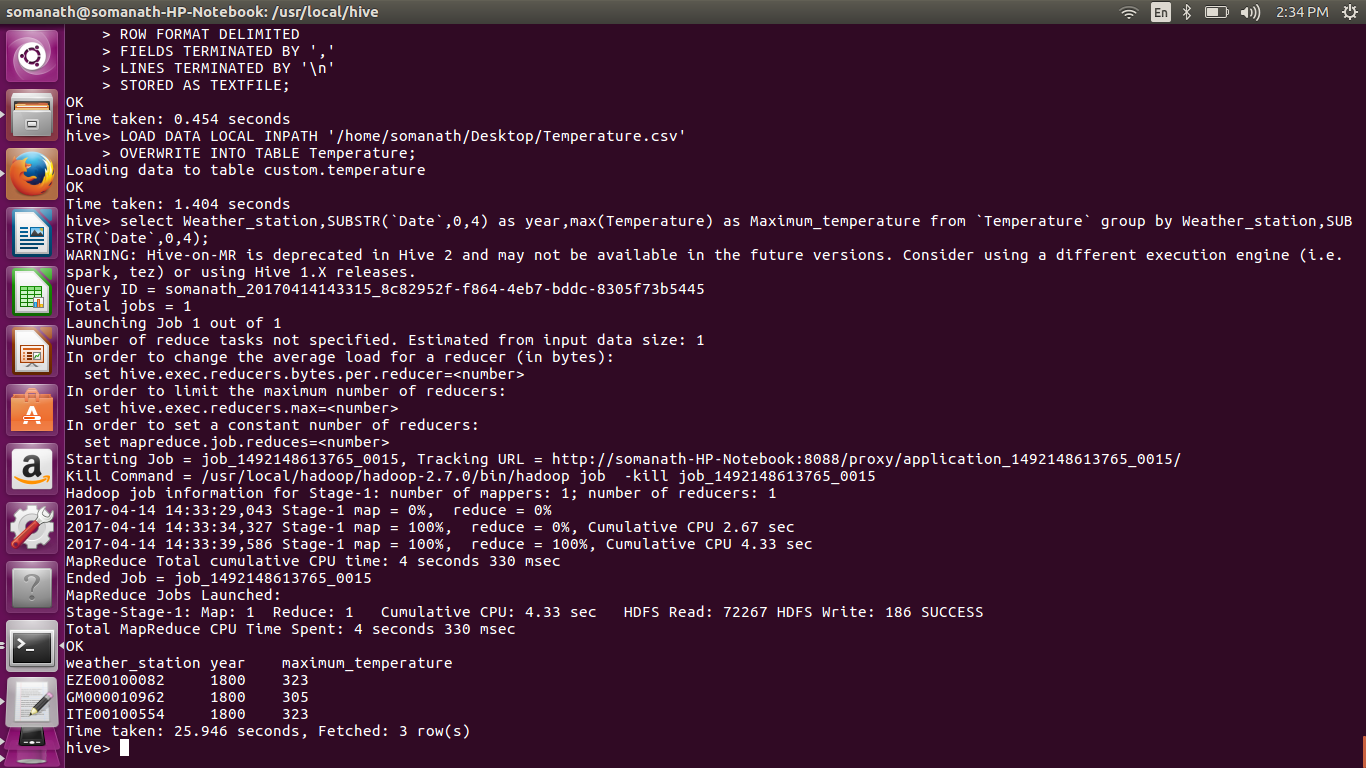 somanath@somanath-HP-Notebook: /usr/local/hive
En
2:34 PM
> ROW FORMAT DELIMITED
> FIELDS TERMINATED BY ','
> LINES TERMINATED BY '\n'
> STORED AS TEXTFILE;
OK
Time taken: 0.454 seconds
hive> LOAD DATA LOCAL INPATH '/home/somanath/Desktop/Temperature.csv'
> OVERWRITE INTO TABLE Temperature;
Loading data to table custom.temperature
OK
Time taken: 1.404 seconds
hive> select Weather_station,SUBSTR(`Date`,0,4) as year,max(Temperature) as Maximum_temperature from `Temperature` group by Weather_station,SUB
STR(`Date`,0,4);
WARNING: Hive-on-MR is deprecated in Hive 2 and may not be available in the future versions. Consider using a different execution engine (i.e.
spark, tez) or using Hive 1.X releases.
Query ID = somanath_20170414143315_8c82952f-f864-4eb7-bddc-8305f73b5445
Total jobs = 1
Launching Job 1 out of 1
Number of reduce tasks not specified. Estimated from input data size: 1
In order to change the average load for a reducer (in bytes):
set hive.exec.reducers.bytes.per.reducer=<number>
In order to limit the maximum number of reducers:
set hive.exec.reducers.max=<number>
In order to set a constant number of reducers:
set mapreduce.job.reduces=<number>
Starting Job = job_1492148613765_0015, Tracking URL = http://somanath-HP-Notebook:8088/proxy/application_1492148613765_0015/
Kill Command = /usr/local/hadoop/hadoop-2.7.0/bin/hadoop job  -kill job_1492148613765_0015
Hadoop job information for Stage-1: number of mappers: 1; number of reducers: 1
2017-04-14 14:33:29,043 Stage-1 map = 0%,  reduce = 0%
2017-04-14 14:33:34,327 Stage-1 map = 100%,  reduce = 0%, Cumulative CPU 2.67 sec
2017-04-14 14:33:39,586 Stage-1 map = 100%,  reduce = 100%, Cumulative CPU 4.33 sec
MapReduce Total cumulative CPU time: 4 seconds 330 msec
Ended Job = job_1492148613765_0015
MapReduce Jobs Launched:
Stage-Stage-1: Map: 1  Reduce: 1   Cumulative CPU: 4.33 sec   HDFS Read: 72267 HDFS Write: 186 SUCCESS
Total MapReduce CPU Time Spent: 4 seconds 330 msec
OK
weather_station year    maximum_temperature
EZE00100082     1800    323
GM000010962     1800    305
ITE00100554     1800    323
Time taken: 25.946 seconds, Fetched: 3 row(s)
hive>